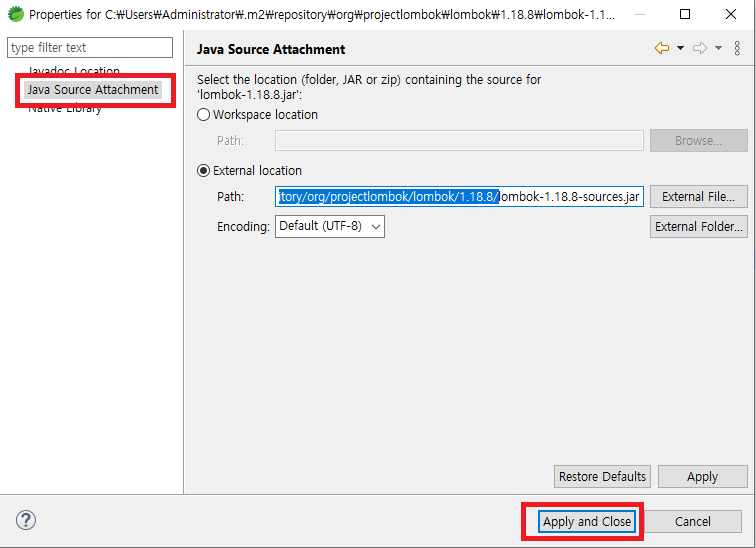 Properties for C:₩Users₩Administrator₩.m2₩repository₩org₩projectlombok₩lombok₩1.18.8₩lombok-1.1...
type filter text
Javadoc Location
Java Source Attachment
Native Library
Java Source Attachment
Select the location (folder, JAR or zip) containing the source for
'lombok-1.18.8.jar':
Workspace location
Path:
Browse...
External location
Path:
itory/org/projectlombok/lombok/1.18.8/lombok-1.18.8-sources.jar
External File...
Encoding:
Default (UTF-8)
External Folder...
Restore Defaults
Apply
?
Apply and Close
Cancel